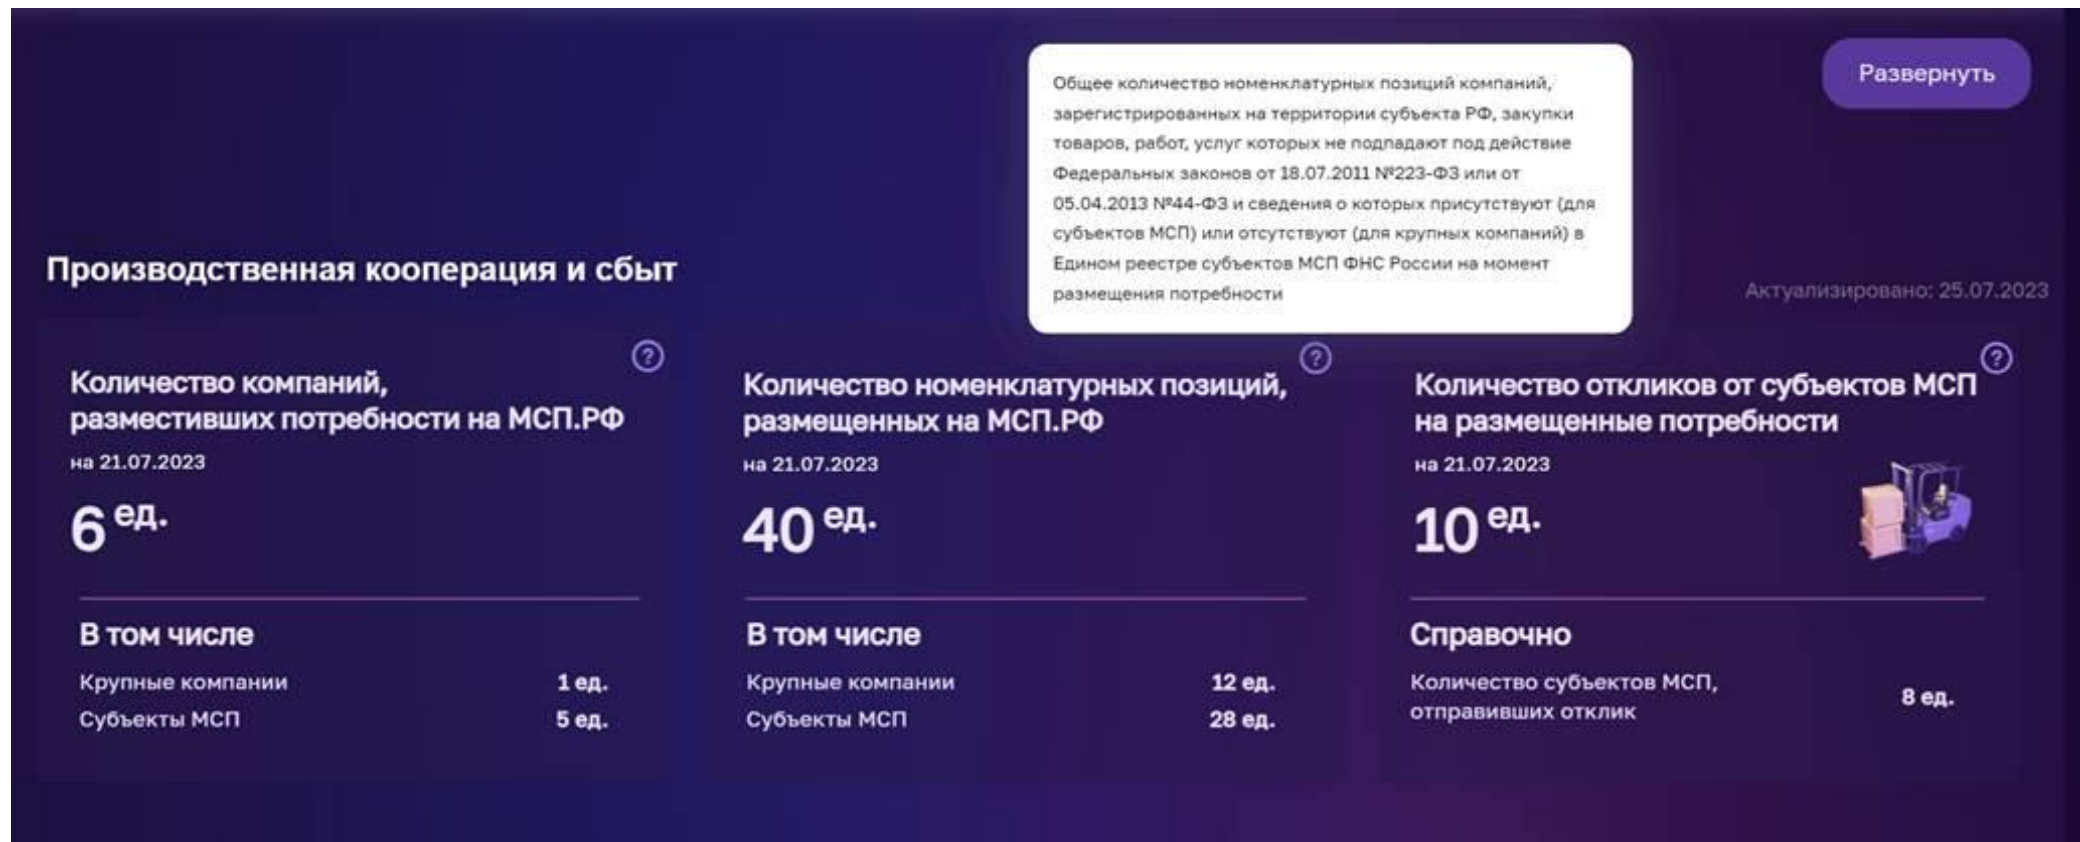 Развернуть
Общее количество номенклатурных позиций компаний,
зарегистрированных на территории субъекта РФ, закупки
товаров, работ, услуг которых не подпадают под действие
Федеральных законов от 18.07.2011 №223-ФЗ или от
05.04.2013 №44-ФЗ и сведения о которых присутствуют (для
субъектов МСП) или отсутствуют (для крупных компаний) в
Едином реестре субъектов МСП ФНС России на момент
размещения потребности
Производственная кооперация и сбыт
Актуализировано: 25.07.2023
?
Количество компаний,
разместивших потребности на МСП.РФ
на 21.07.2023
6 ед.
В том числе
Крупные компании 1 ед.
Субъекты МСП 5 ед.
?
Количество номенклатурных позиций,
размещенных на МСП.РФ
на 21.07.2023
40 ед.
В том числе
Крупные компании 12 ед.
Субъекты МСП 28 ед.
?
Количество откликов от субъектов МСП
на размещенные потребности
на 21.07.2023
10 ед.
Справочно
Количество субъектов МСП,
отправивших отклик
8 ед.